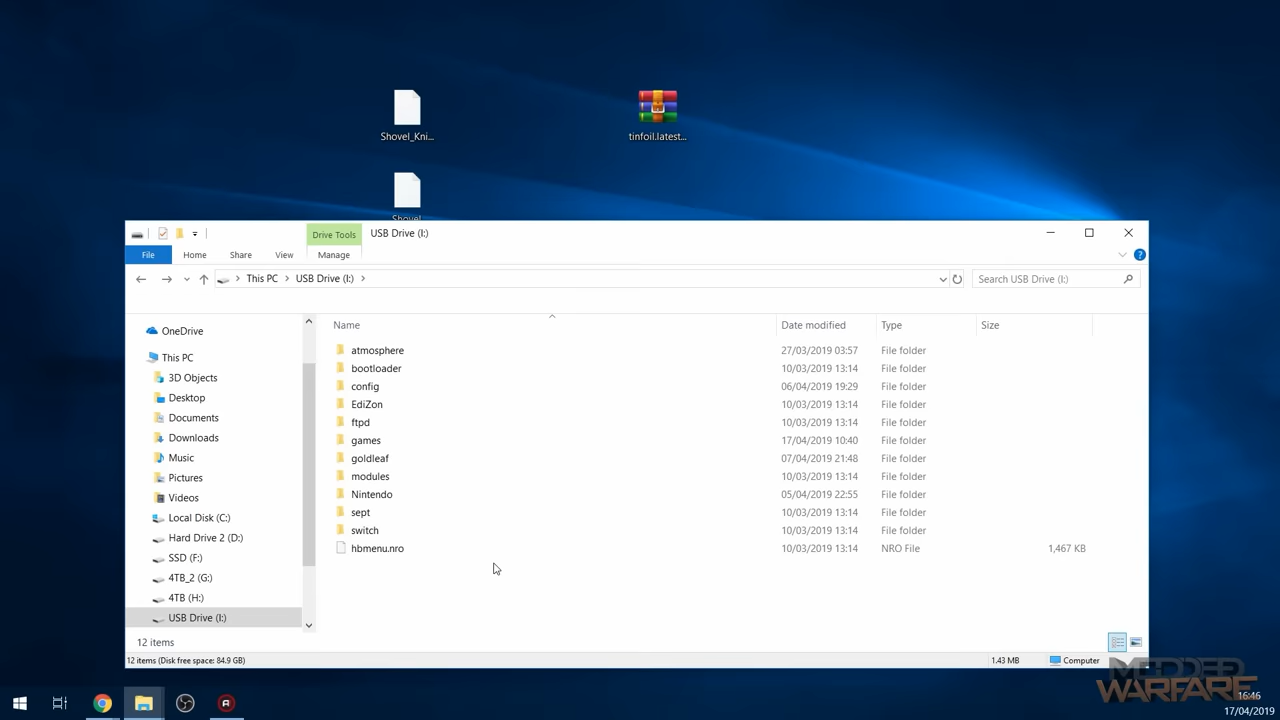 Shovel_Kni...
tinfoil.latest...
Shovel
Drive Tools
USB Drive (I:)
File
Home
Share
View
Manage
This PC
USB Drive (I:)
Search USB Drive (I:)
OneDrive
This PC
3D Objects
Desktop
Documents
Downloads
Music
Pictures
Videos
Local Disk (C:)
Hard Drive 2 (D:)
SSD (F:)
4TB_2 (G:)
4TB (H:)
USB Drive (I:)
Name Date modified Type Size
atmosphere 27/03/2019 03:57 File folder
bootloader 10/03/2019 13:14 File folder
config 06/04/2019 19:29 File folder
EdiZon 10/03/2019 13:14 File folder
ftpd 10/03/2019 13:14 File folder
games 17/04/2019 10:40 File folder
goldleaf 07/04/2019 21:48 File folder
modules 10/03/2019 13:14 File folder
Nintendo 05/04/2019 22:55 File folder
sept 10/03/2019 13:14 File folder
switch 10/03/2019 13:14 File folder
hbmenu.nro 10/03/2019 13:14 NRO File 1,467 KB
12 items
12 items (Disk free space: 84.9 GB)
1.43 MB
Computer
MODDED
WARFARE
16:46
17/04/2019